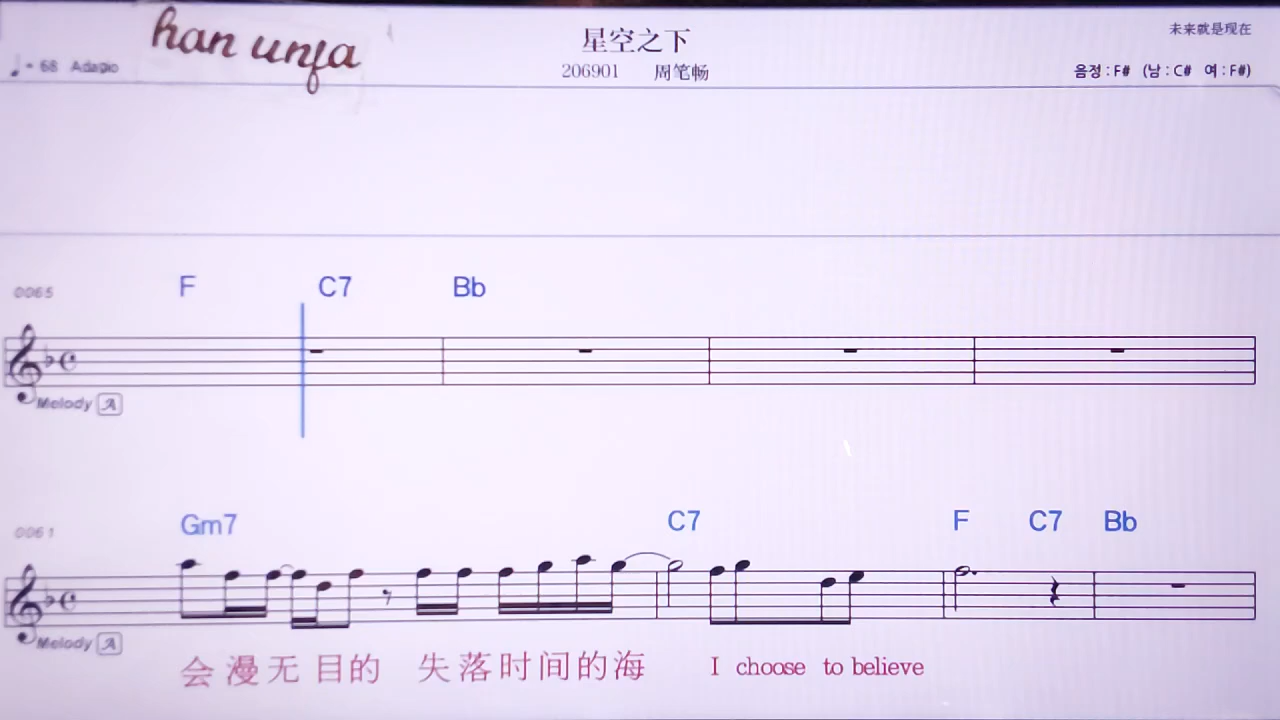 han unfa
星空之下
未来就是现在
♩= 68 Adagio
206901 周笔畅
음정 : F# (남 : C# 여 : F#)
F C7 Bb
0065
Melody A
Gm7 C7 F C7 Bb
0061
Melody A
会漫无目的 失落时间的海 I choose to believe